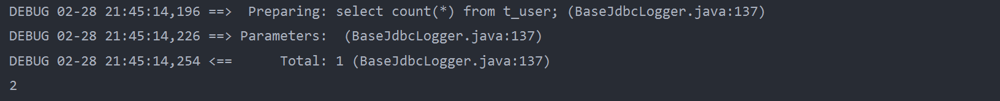 DEBUG 02-28 21:45:14,196 ==>  Preparing: select count(*) from t_user; (BaseJdbcLogger.java:137)
DEBUG 02-28 21:45:14,226 ==> Parameters:  (BaseJdbcLogger.java:137)
DEBUG 02-28 21:45:14,254 <==      Total: 1 (BaseJdbcLogger.java:137)
2